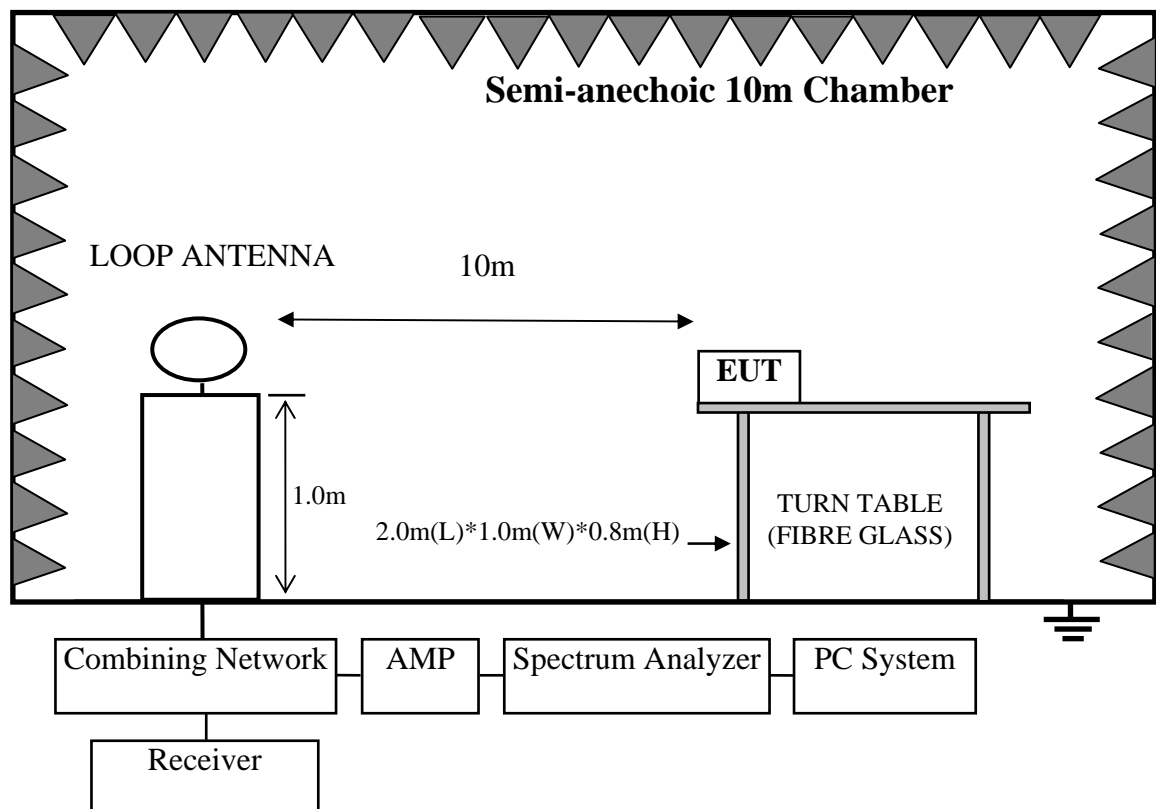 Semi-anechoic 10m Chamber
LOOP ANTENNA
10m
EUT
1.0m
2.0m(L)*1.0m(W)*0.8m(H)
TURN TABLE
(FIBRE GLASS)
Combining Network
AMP
Spectrum Analyzer
PC System
Receiver